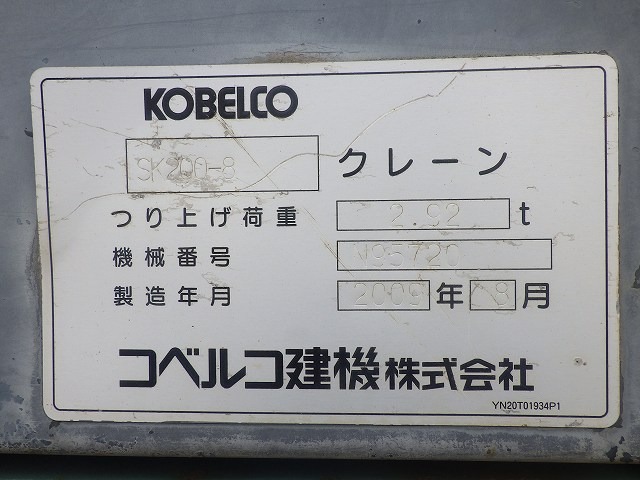 KOBELCO
SK200-8 クレーン
つり上げ荷重 2.92 t
機械番号
製造年月 2009 年 8 月
コベルコ建機株式会社
YN20T01934P1